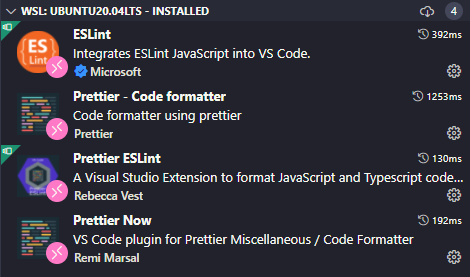 WSL: UBUNTU20.04LTS - INSTALLED 4
ES
Lint
ESLint 392ms
Integrates ESLint JavaScript into VS Code.
Microsoft
Prettier - Code formatter 1253ms
Code formatter using prettier
Prettier
Prettier ESLint 130ms
A Visual Studio Extension to format JavaScript and Typescript code...
Rebecca Vest
Prettier Now 192ms
VS Code plugin for Prettier Miscellaneous / Code Formatter
Remi Marsal